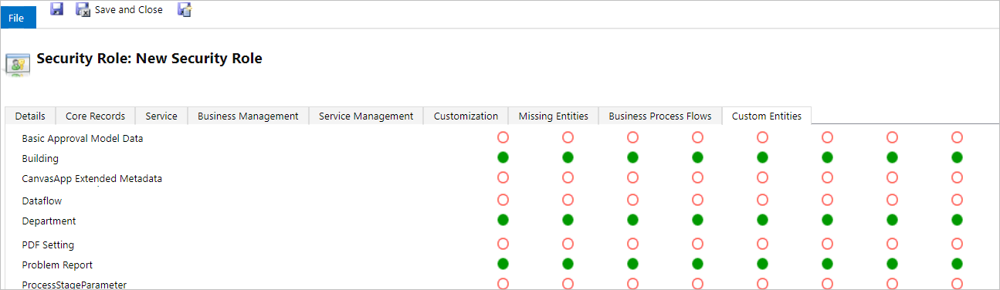 File
Save and Close
Security Role: New Security Role
Details Core Records Service Business Management Service Management Customization Missing Entities Business Process Flows Custom Entities
Basic Approval Model Data
Building
CanvasApp Extended Metadata
Dataflow
Department
PDF Setting
Problem Report
ProcessStageParameter